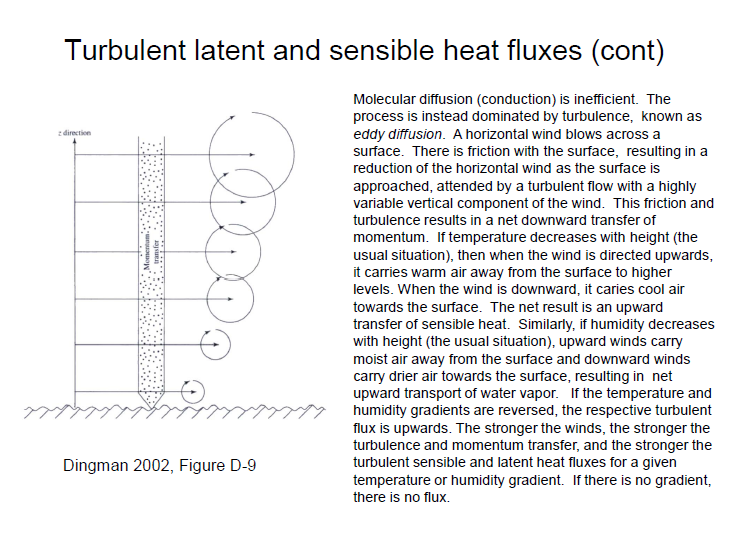 Turbulent latent and sensible heat fluxes (cont)
z direction
Momentum
transfer
Dingman 2002, Figure D-9
Molecular diffusion (conduction) is inefficient.  The
process is instead dominated by turbulence,  known as
eddy diffusion.  A horizontal wind blows across a
surface.  There is friction with the surface,  resulting in a
reduction of the horizontal wind as the surface is
approached, attended by a turbulent flow with a highly
variable vertical component of the wind.  This friction and
turbulence results in a net downward transfer of
momentum.  If temperature decreases with height (the
usual situation), then when the wind is directed upwards,
it carries warm air away from the surface to higher
levels. When the wind is downward, it caries cool air
towards the surface.  The net result is an upward
transfer of sensible heat.  Similarly, if humidity decreases
with height (the usual situation), upward winds carry
moist air away from the surface and downward winds
carry drier air towards the surface, resulting in  net
upward transport of water vapor.   If the temperature and
humidity gradients are reversed, the respective turbulent
flux is upwards. The stronger the winds, the stronger the
turbulence and momentum transfer, and the stronger the
turbulent sensible and latent heat fluxes for a given
temperature or humidity gradient.  If there is no gradient,
there is no flux.